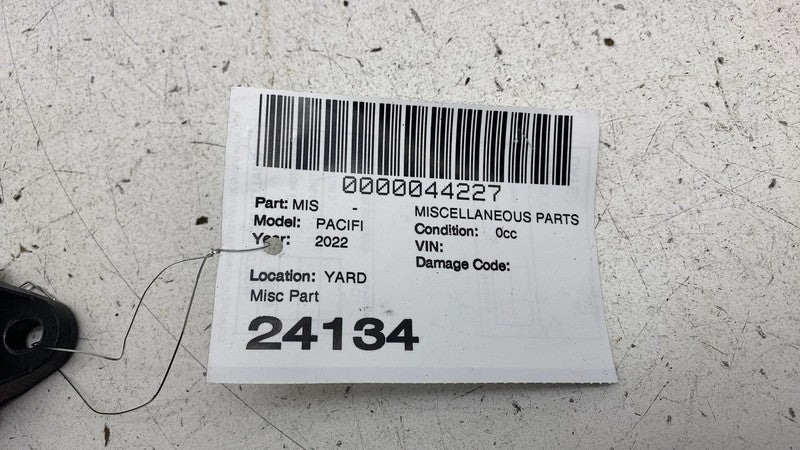 0000044227
Part: MIS - MISCELLANEOUS PARTS
Model: PACIFI Condition: 0cc
Year: 2022 VIN:
Damage Code:
Location: YARD
Misc Part
24134